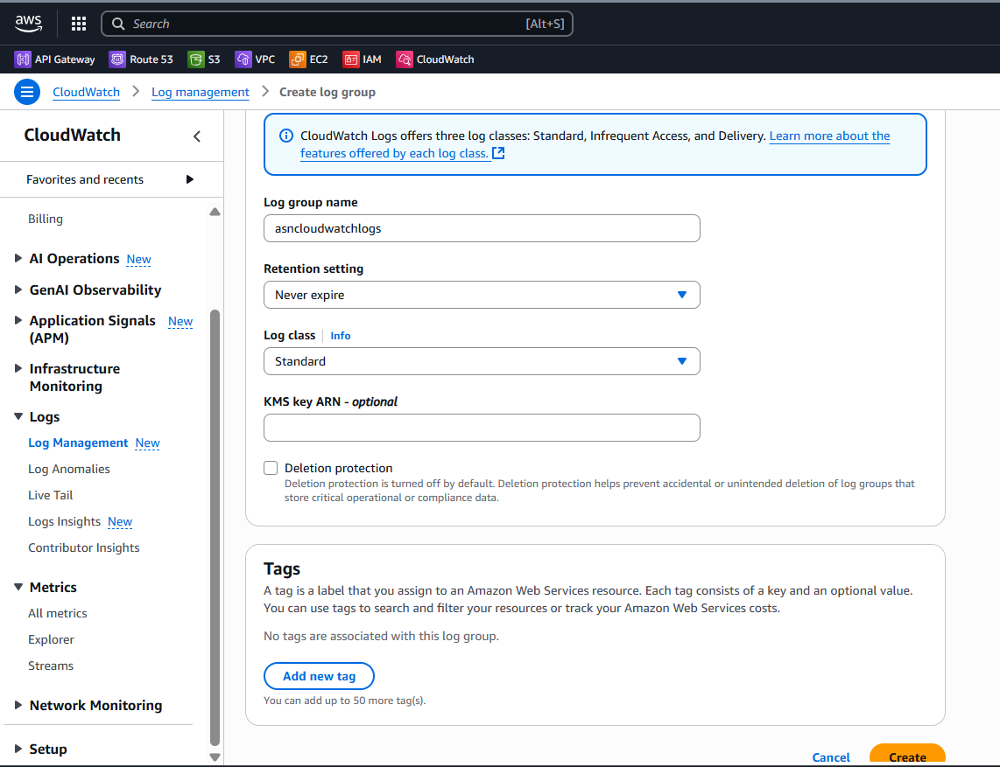 aws
Search [Alt+S]
API Gateway Route 53 S3 VPC EC2 IAM CloudWatch
CloudWatch > Log management > Create log group
CloudWatch
Favorites and recents
Billing
AI Operations New
GenAI Observability
Application Signals New
(APM)
Infrastructure
Monitoring
Logs
Log Management New
Log Anomalies
Live Tail
Logs Insights New
Contributor Insights
Metrics
All metrics
Explorer
Streams
Network Monitoring
Setup
CloudWatch Logs offers three log classes: Standard, Infrequent Access, and Delivery. Learn more about the
features offered by each log class.
Log group name
asncloudwatchlogs
Retention setting
Never expire
Log class Info
Standard
KMS key ARN - optional
Deletion protection
Deletion protection is turned off by default. Deletion protection helps prevent accidental or unintended deletion of log groups that
store critical operational or compliance data.
Tags
A tag is a label that you assign to an Amazon Web Services resource. Each tag consists of a key and an optional value.
You can use tags to search and filter your resources or track your Amazon Web Services costs.
No tags are associated with this log group.
Add new tag
You can add up to 50 more tag(s).
Cancel Create